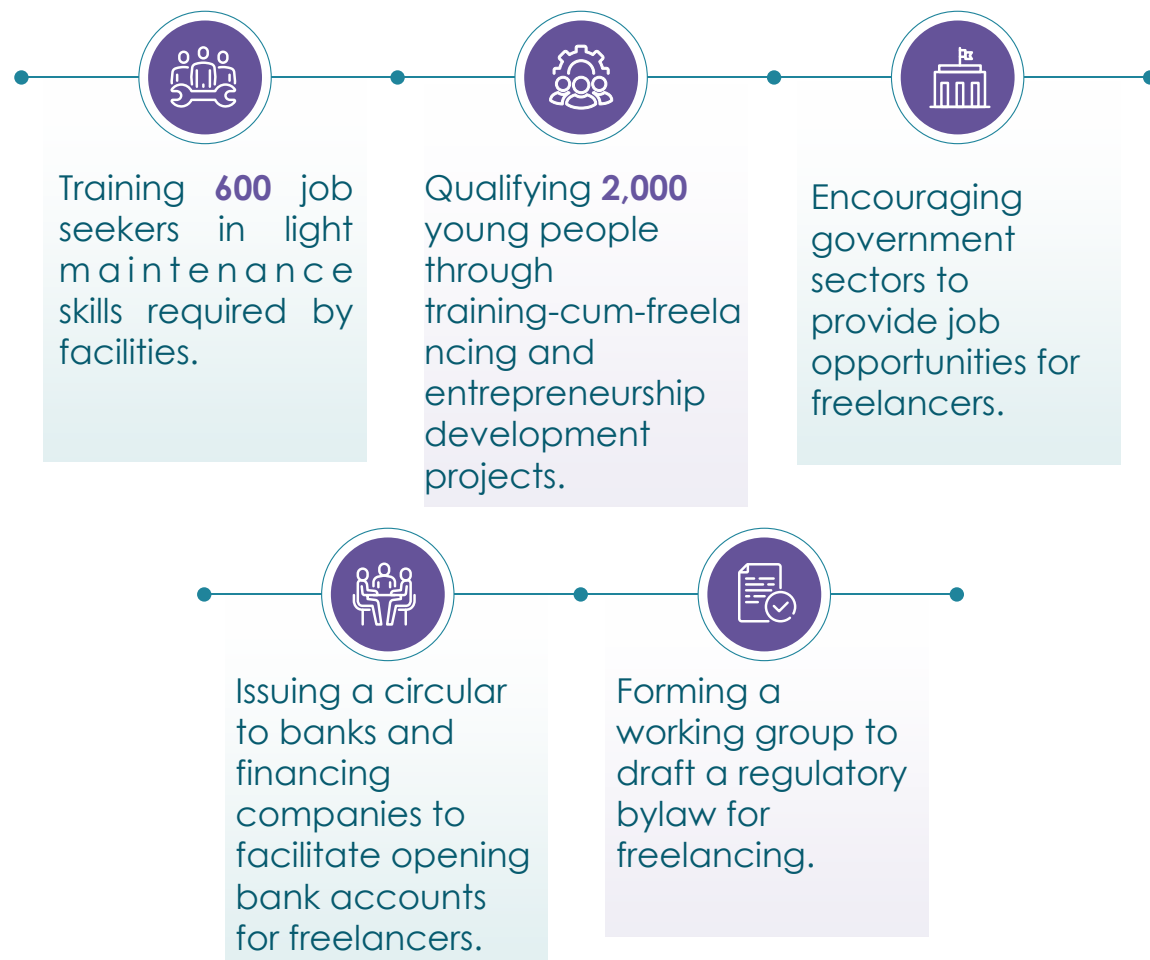 Training 600 job
seekers in light
maintenance
skills required by
facilities.
Qualifying 2,000
young people
through
training-cum-freela
ncing and
entrepreneurship
development
projects.
Encouraging
government
sectors to
provide job
opportunities for
freelancers.
Issuing a circular
to banks and
financing
companies to
facilitate opening
bank accounts
for freelancers.
Forming a
working group to
draft a regulatory
bylaw for
freelancing.